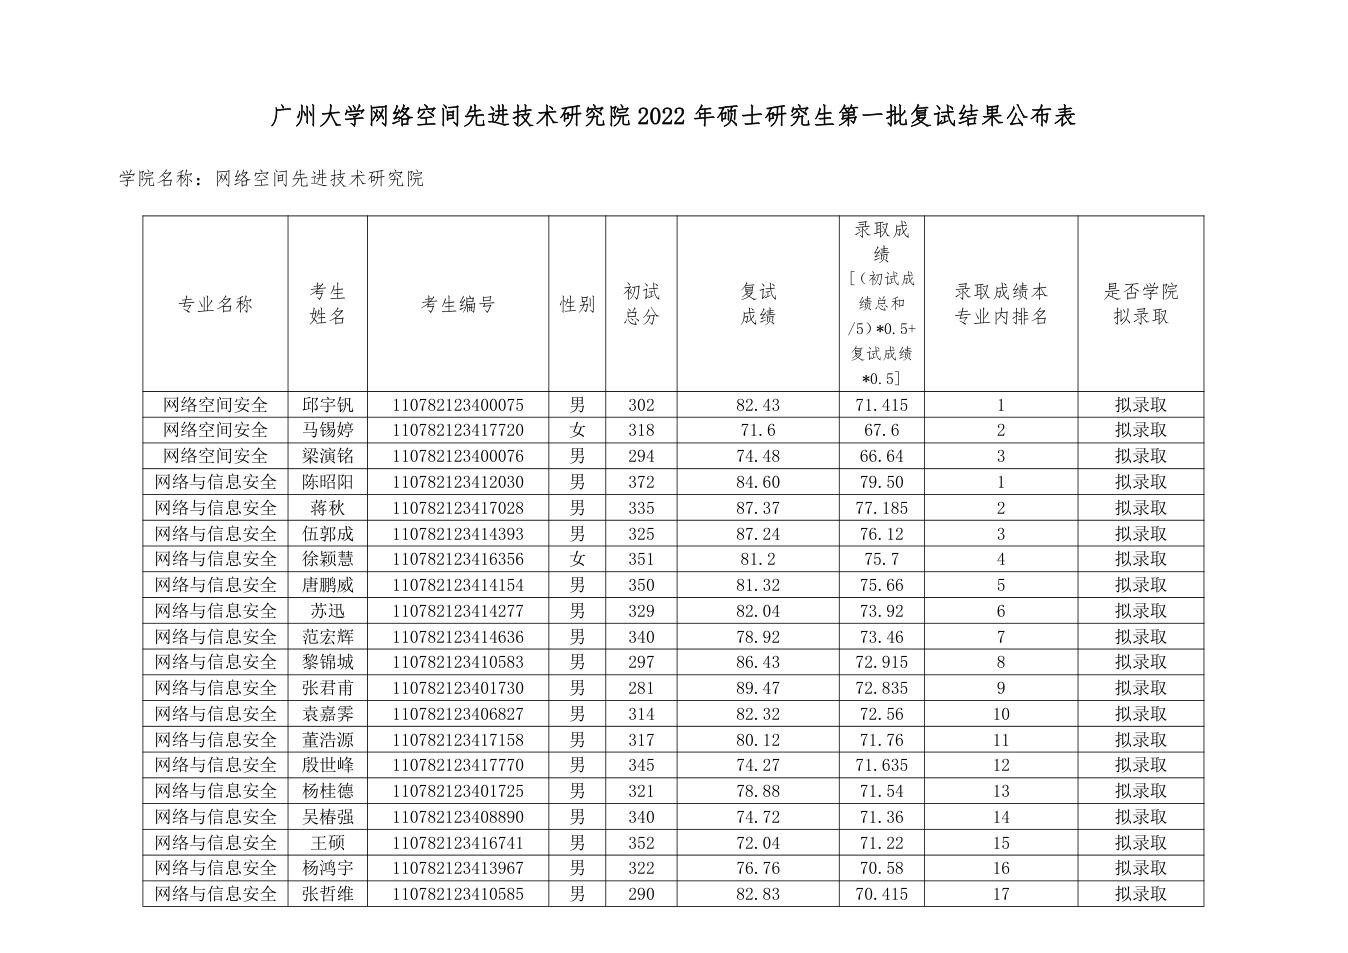 广州大学网络空间先进技术研究院 2022 年硕士研究生第一批复试结果公布表
学院名称：网络空间先进技术研究院
专业名称 考生姓名 考生编号 性别 初试总分 复试成绩 录取成绩[（初试成绩总和/5）*0.5+复试成绩*0.5] 录取成绩本专业内排名 是否学院拟录取
网络空间安全 邱宇钒 110782123400075 男 302 82.43 71.415 1 拟录取
网络空间安全 马锡婷 110782123417720 女 318 71.6 67.6 2 拟录取
网络空间安全 梁演铭 110782123400076 男 294 74.48 66.64 3 拟录取
网络与信息安全 陈昭阳 110782123412030 男 372 84.60 79.50 1 拟录取
网络与信息安全 蒋秋 110782123417028 男 335 87.37 77.185 2 拟录取
网络与信息安全 伍郭成 110782123414393 男 325 87.24 76.12 3 拟录取
网络与信息安全 徐颖慧 110782123416356 女 351 81.2 75.7 4 拟录取
网络与信息安全 唐鹏威 110782123414154 男 350 81.32 75.66 5 拟录取
网络与信息安全 苏迅 110782123414277 男 329 82.04 73.92 6 拟录取
网络与信息安全 范宏辉 110782123414636 男 340 78.92 73.46 7 拟录取
网络与信息安全 黎锦城 110782123410583 男 297 86.43 72.915 8 拟录取
网络与信息安全 张君甫 110782123401730 男 281 89.47 72.835 9 拟录取
网络与信息安全 袁嘉霁 110782123406827 男 314 82.32 72.56 10 拟录取
网络与信息安全 董浩源 110782123417158 男 317 80.12 71.76 11 拟录取
网络与信息安全 殷世峰 110782123417770 男 345 74.27 71.635 12 拟录取
网络与信息安全 杨桂德 110782123401725 男 321 78.88 71.54 13 拟录取
网络与信息安全 吴椿强 110782123408890 男 340 74.72 71.36 14 拟录取
网络与信息安全 王硕 110782123416741 男 352 72.04 71.22 15 拟录取
网络与信息安全 杨鸿宇 110782123413967 男 322 76.76 70.58 16 拟录取
网络与信息安全 张哲维 110782123410585 男 290 82.83 70.415 17 拟录取